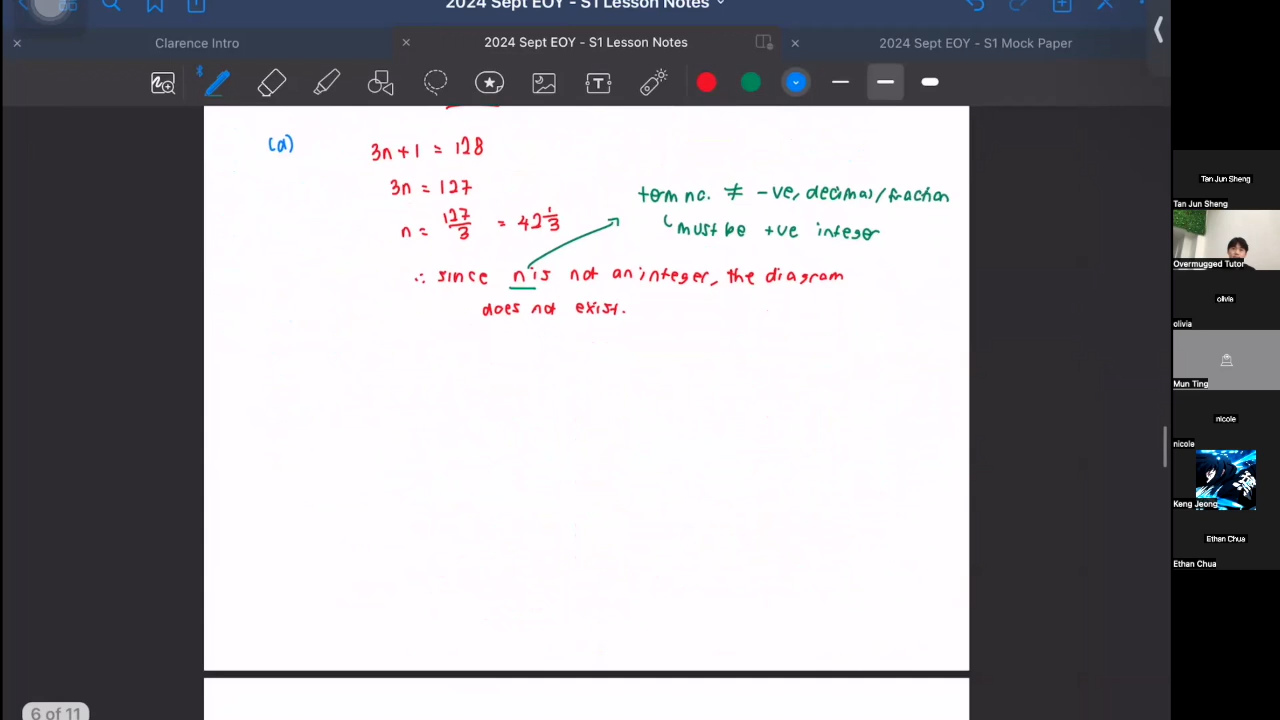 2024 Sept EOY - S1 Lesson Notes
Clarence Intro
2024 Sept EOY - S1 Lesson Notes
2024 Sept EOY - S1 Mock Paper
(d)
3n + 1 = 128
3n = 127
n = 127/3 = 42 1/3
term no. ≠ -ve, decimal/fraction
must be +ve integer
∴ since n is not an integer, the diagram
does not exist.
6 of 11
Tan Jun Sheng
Tan Jun Sheng
Overmugged Tutor
olivia
olivia
Mun Ting
nicole
nicole
Keng Jeong
Ethan Chua
Ethan Chua